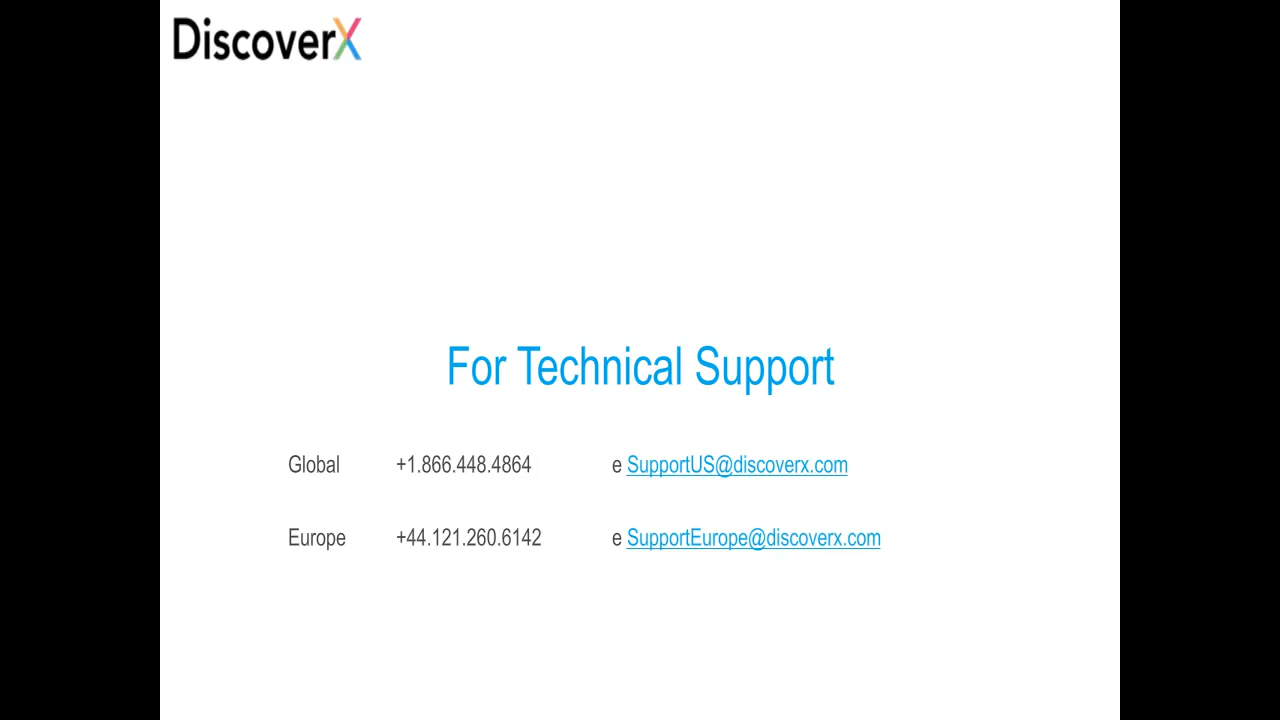 DiscoverX
For Technical Support
Global +1.866.448.4864 e SupportUS@discoverx.com
Europe +44.121.260.6142 e SupportEurope@discoverx.com